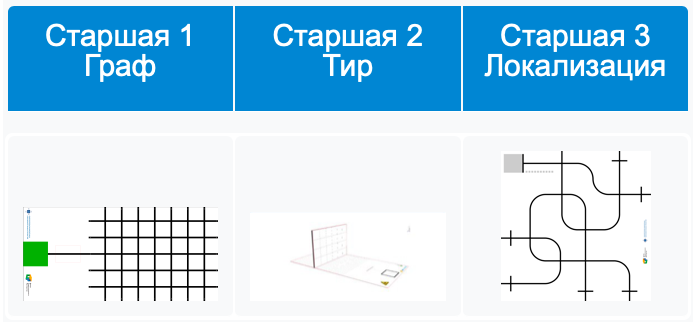 Старшая 1
Граф
Старшая 2
Тир
Старшая 3
Локализация